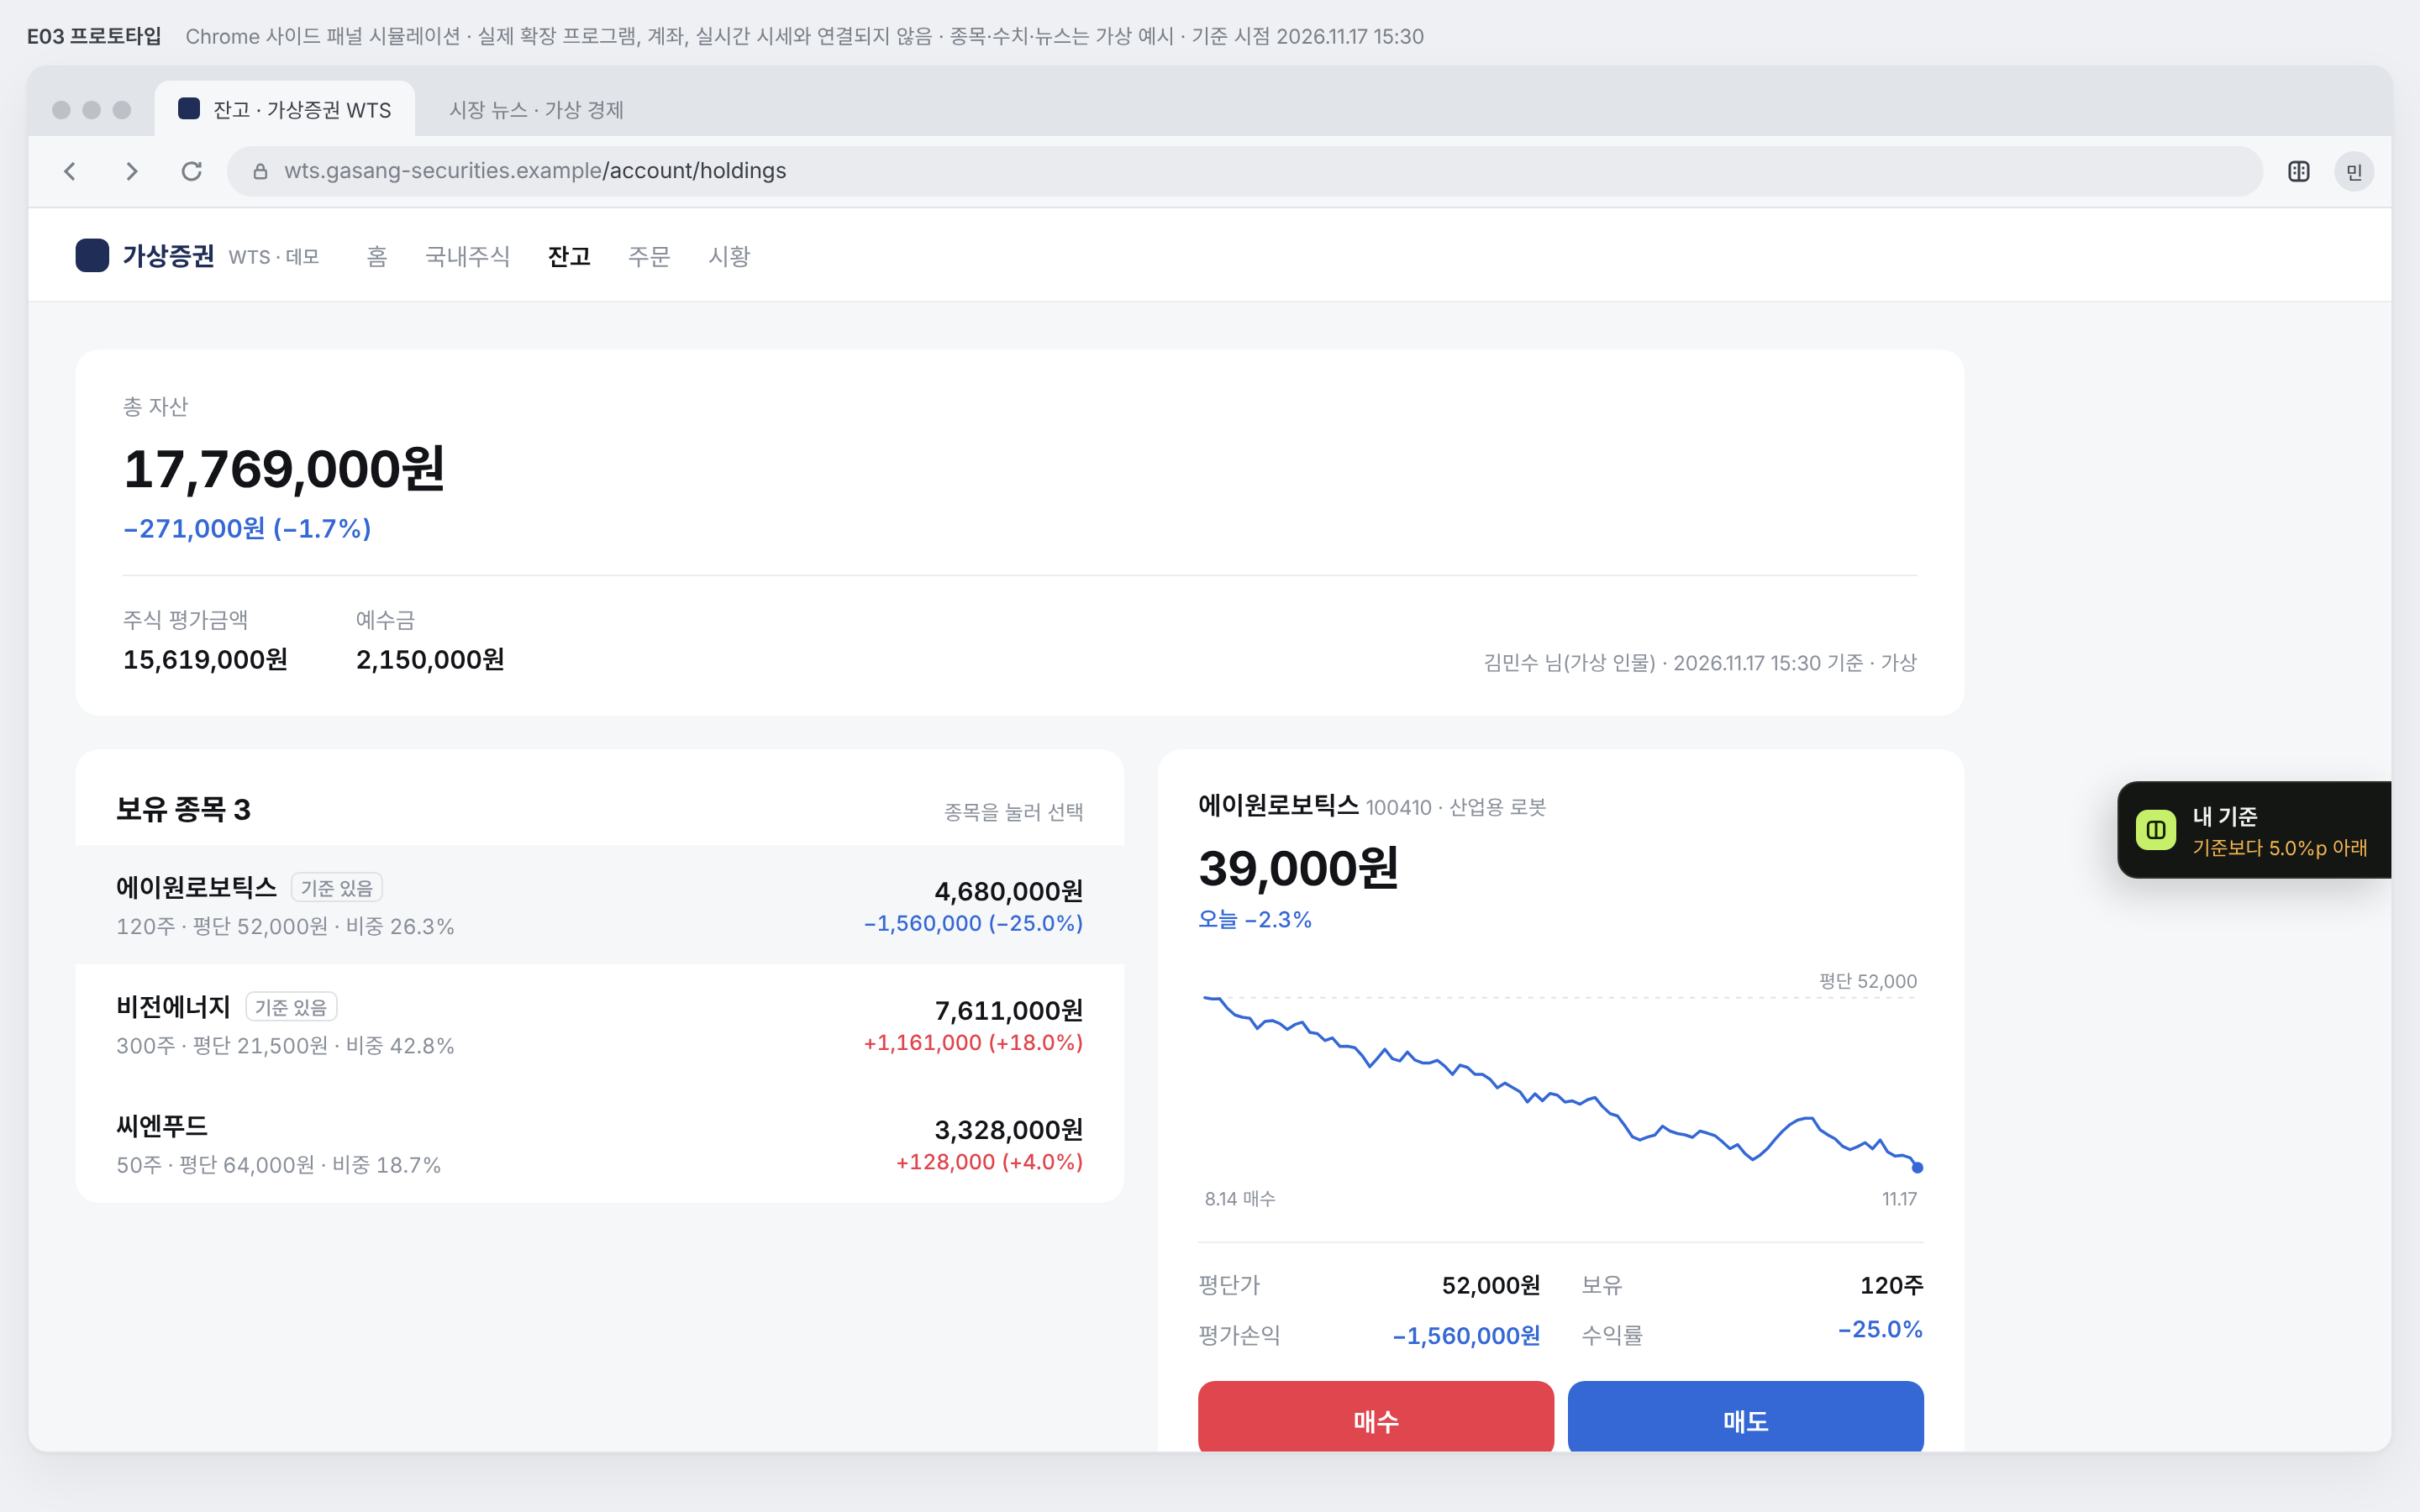 E03 프로토타입 Chrome 사이드 패널 시뮬레이션 · 실제 확장 프로그램, 계좌, 실시간 시세와 연결되지 않음 · 종목·수치·뉴스는 가상 예시 · 기준 시점 2026.11.17 15:30
잔고 · 가상증권 WTS 시장 뉴스 · 가상 경제
wts.gasang-securities.example/account/holdings 민
가상증권 WTS · 데모 홈 국내주식 잔고 주문 시황
총 자산
17,769,000원
−271,000원 (−1.7%)
주식 평가금액 예수금
15,619,000원 2,150,000원
김민수 님(가상 인물) · 2026.11.17 15:30 기준 · 가상
보유 종목 3 종목을 눌러 선택
에이원로보틱스 기준 있음 4,680,000원
120주 · 평단 52,000원 · 비중 26.3% −1,560,000 (−25.0%)
비전에너지 기준 있음 7,611,000원
300주 · 평단 21,500원 · 비중 42.8% +1,161,000 (+18.0%)
씨엔푸드 3,328,000원
50주 · 평단 64,000원 · 비중 18.7% +128,000 (+4.0%)
에이원로보틱스 100410 · 산업용 로봇
39,000원
오늘 −2.3%
평단 52,000
8.14 매수 11.17
평단가 52,000원 보유 120주
평가손익 −1,560,000원 수익률 −25.0%
매수 매도
내 기준
기준보다 5.0%p 아래